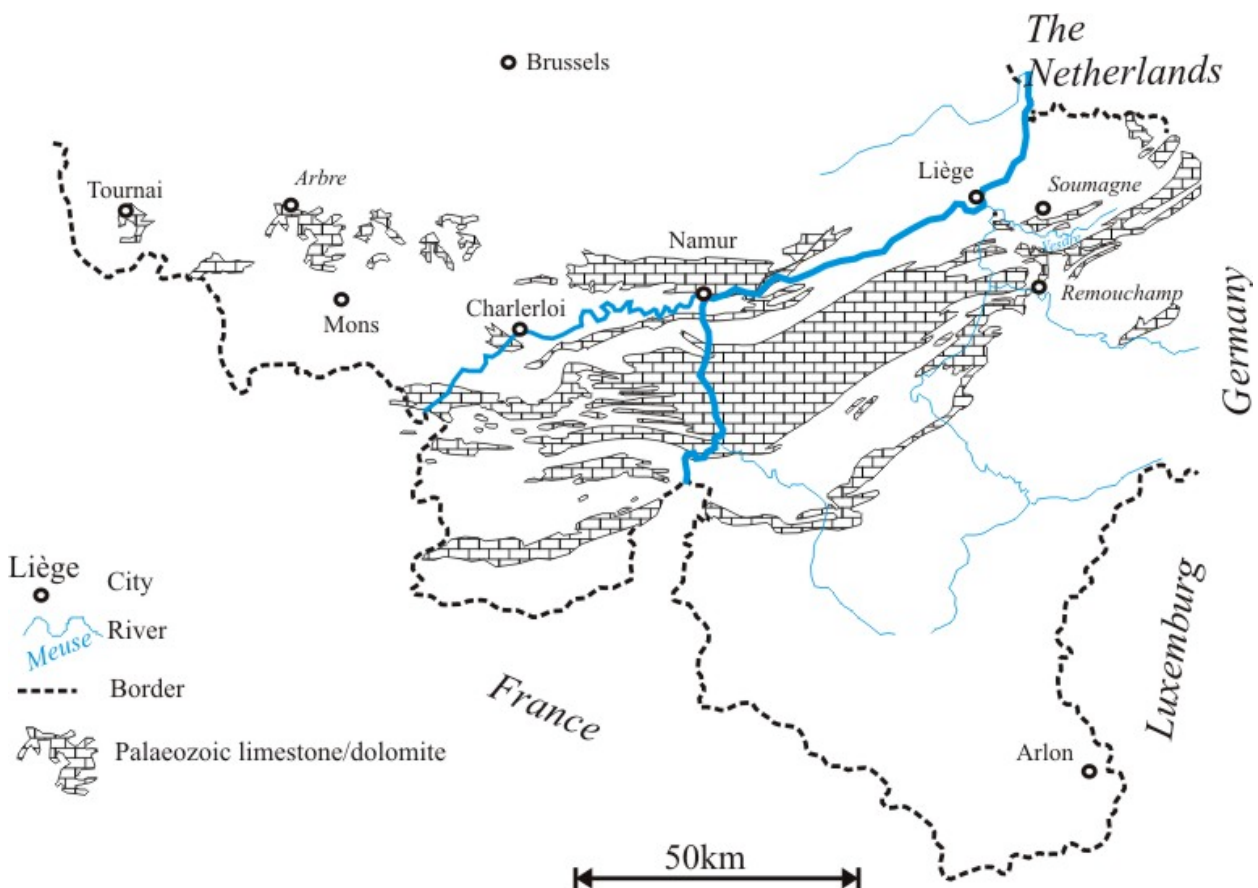 The
Netherlands
Brussels
Liège
Soumagne
Tournai
Arbre
Vesdre
Namur
Remouchamp
Mons
Charlerloi
Germany
Liège
City
Meuse
River
Border
Palaeozoic limestone/dolomite
France
Luxemburg
Arlon
50km